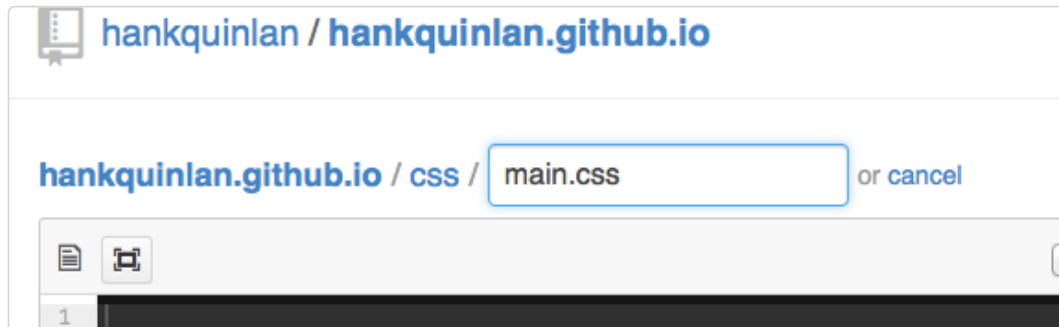 hankquinlan / hankquinlan.github.io
hankquinlan.github.io / css / main.css or cancel
1